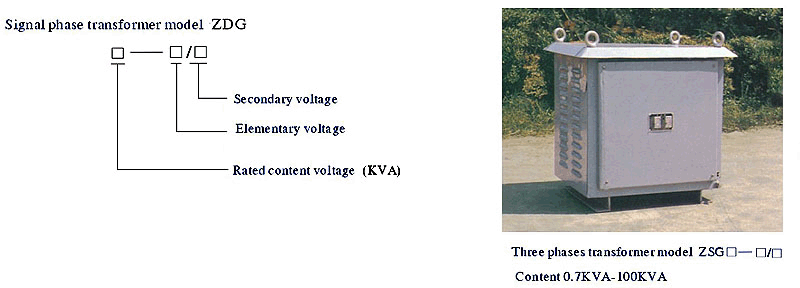 Signal phase transformer model ZDG
□ — □/□
Secondary voltage
Elementary voltage
Rated content voltage (KVA)
Three phases transformer model ZSG□—□/□
Content 0.7KVA-100KVA